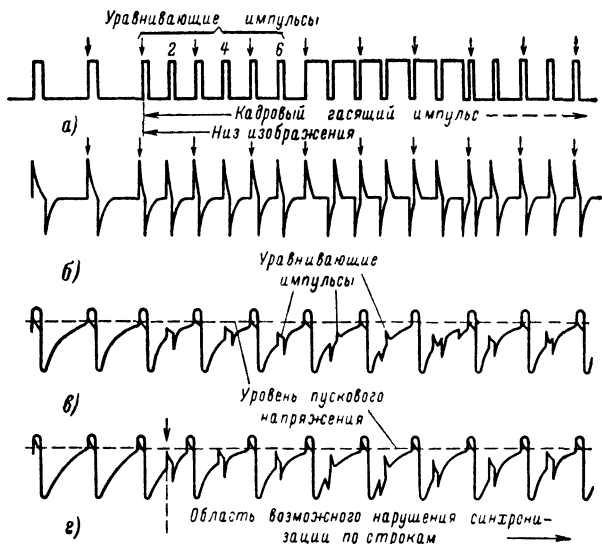 Уравнивающие импульсы
2 4 6
а)
Кадровый гасящий импульс
Низ изображения
б)
Уравнивающие
импульсы
в)
Уровень пускового
напряжения
г)
Область возможного нарушения синхрони-
зации по строкам